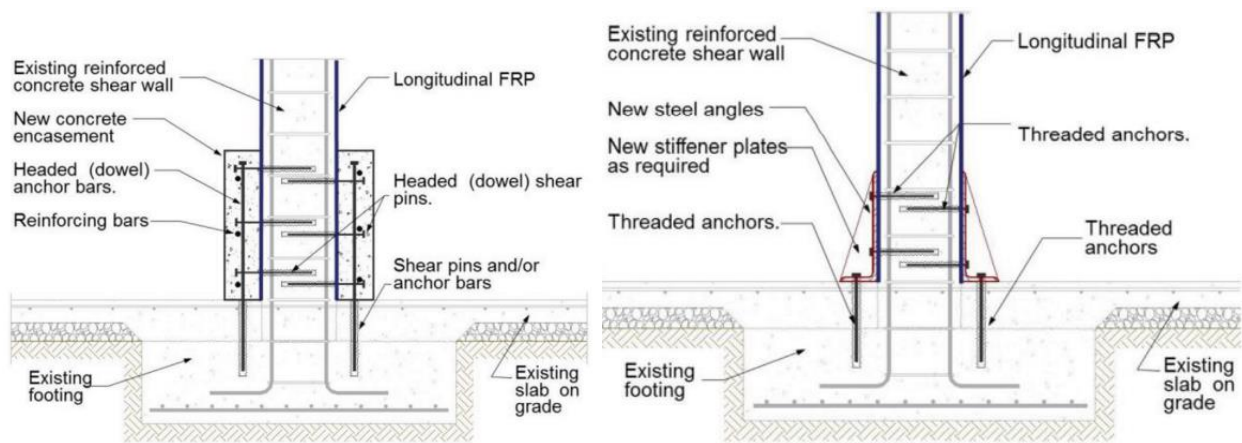 Existing reinforced
concrete shear wall
Longitudinal FRP
New concrete
encasement
Headed (dowel)
anchor bars.
Headed (dowel) shear
pins.
Reinforcing bars
Shear pins and/or
anchor bars
Existing
footing
Existing
slab on
grade
Existing reinforced
concrete shear wall
Longitudinal FRP
New steel angles
Threaded anchors.
New stiffener plates
as required
Threaded anchors.
Threaded
anchors
Existing
footing
Existing
slab on
grade